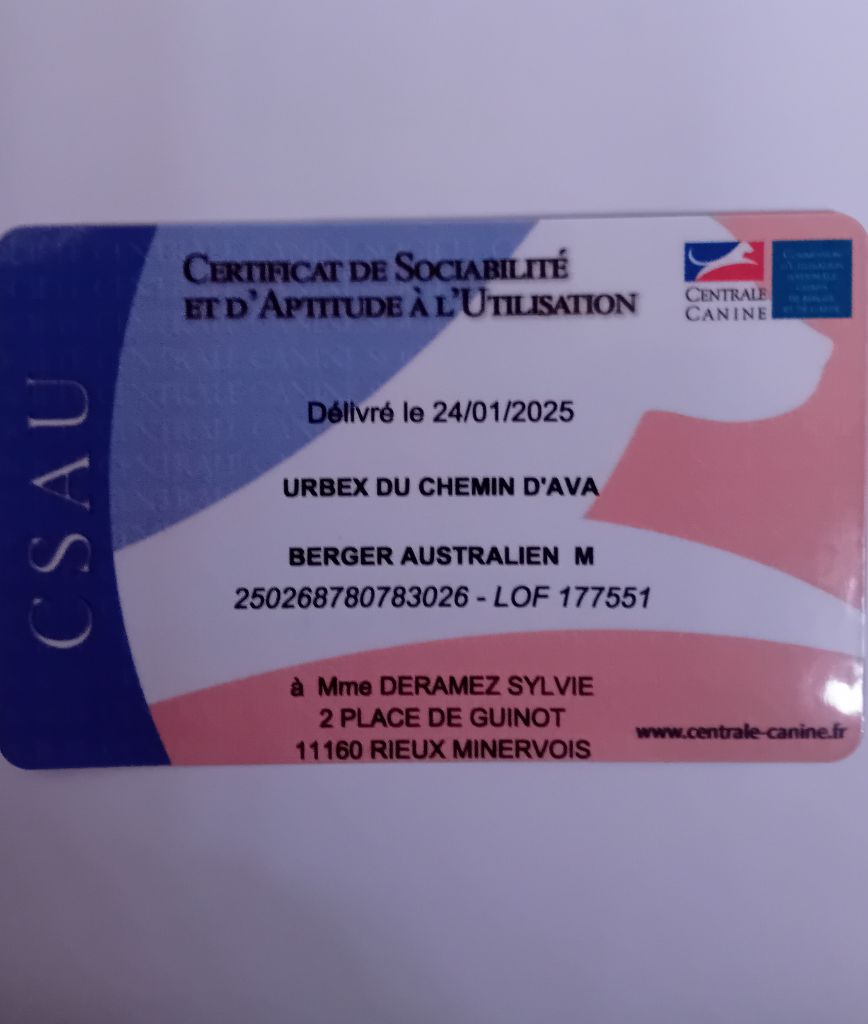 CERTIFICAT DE SOCIABILITÉ
ET D'APTITUDE À L'UTILISATION
CENTRALE
CANINE
CSAU
Délivré le 24/01/2025
URBEX DU CHEMIN D'AVA
BERGER AUSTRALIEN M
250268780783026 - LOF 177551
à Mme DERAMEZ SYLVIE
2 PLACE DE GUINOT
11160 RIEUX MINERVOIS
www.centrale-canine.fr